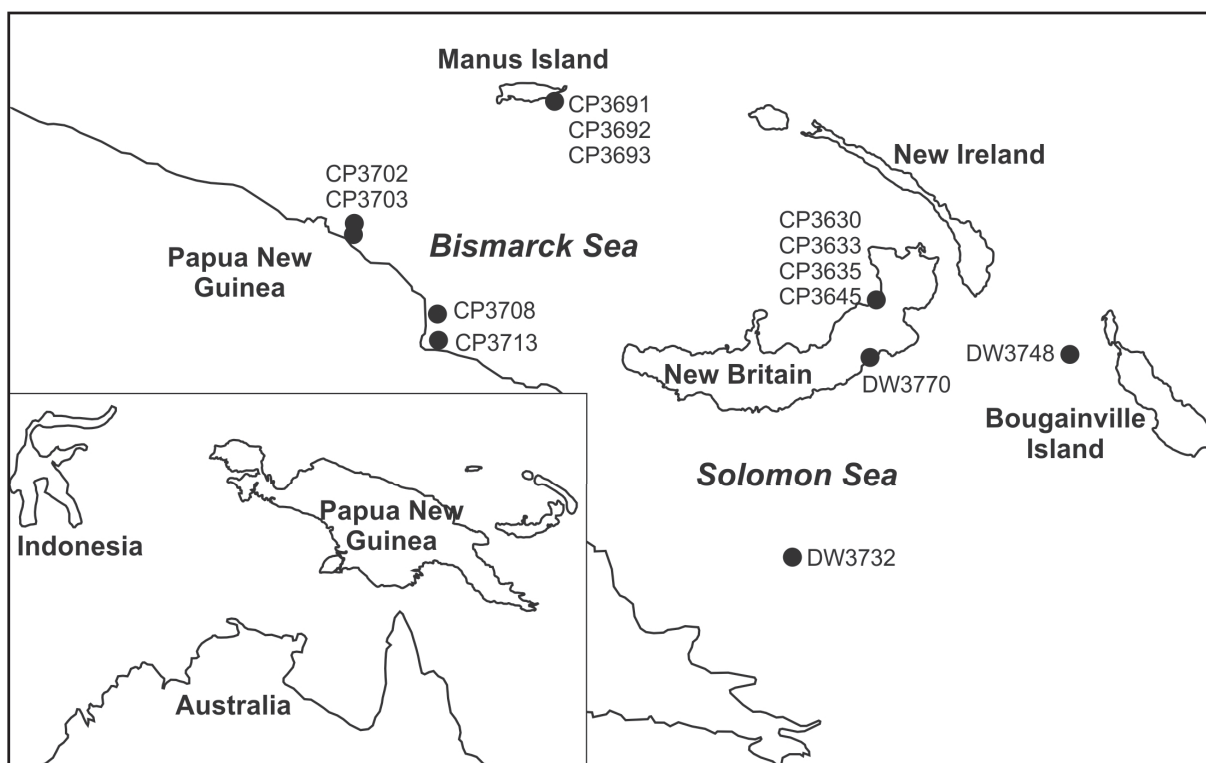 Manus Island
CP3691
CP3692
CP3693
New Ireland
CP3702
CP3703
Bismarck Sea
Papua New
Guinea
CP3630
CP3633
CP3635
CP3645
CP3708
CP3713
New Britain
DW3770
DW3748
Bougainville
Island
Solomon Sea
DW3732
Papua New
Guinea
Indonesia
Australia